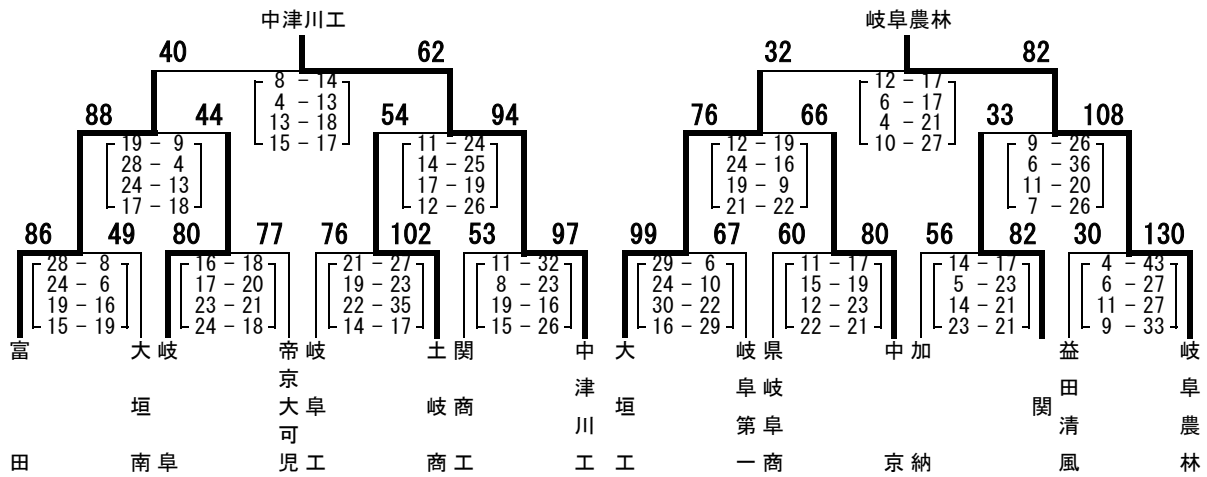 中津川工 岐阜農林
40 62 32 82
8 - 14 12 - 17
4 - 13 6 - 17
13 - 18 4 - 21
15 - 17 10 - 27
88 44 54 94 76 66 33 108
19 - 9 11 - 24 12 - 19 9 - 26
28 - 4 14 - 25 24 - 16 6 - 36
24 - 13 17 - 19 19 - 9 11 - 20
17 - 18 12 - 26 21 - 22 7 - 26
86 49 80 77 76 102 53 97 99 67 60 80 56 82 30 130
28 - 8 16 - 18 21 - 27 11 - 32 29 - 6 11 - 17 14 - 17 4 - 43
24 - 6 17 - 20 19 - 23 8 - 23 24 - 10 15 - 19 5 - 23 6 - 27
19 - 16 23 - 21 22 - 35 19 - 16 30 - 22 12 - 23 14 - 21 11 - 27
15 - 19 24 - 18 14 - 17 15 - 26 16 - 29 22 - 21 23 - 21 9 - 33
富田
大垣南
岐阜
帝京大可児
岐阜工
土岐商
関商工
中津川工
大垣工
岐阜第一
県岐阜商
中京
加納
関
益田清風
岐阜農林